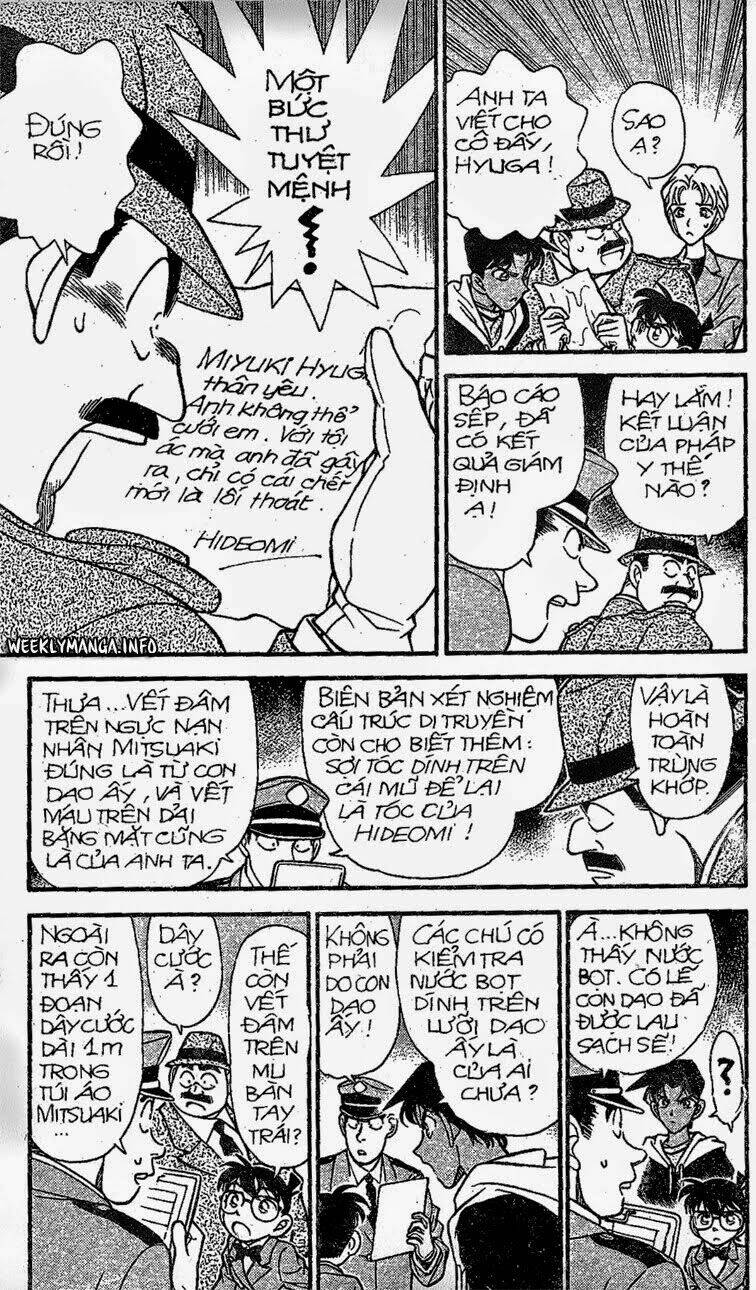 ĐÚNG
RỒI!
MỘT
BỨC
THƯ
TUYỆT
MỆNH
MIYUKI HYUG
thân yêu.
Anh không thể
cưới em. Với tội
ác mà anh đã gây
ra, chỉ có cái chết
mới là lối thoát.
HIDEOMI
WEEKLYMANGA.INFO
ANH TA
VIẾT CHO
CÔ ĐẤY,
HYUGA!
SAO
Ạ?
BÁO CÁO
SẾP, ĐÃ
CÓ KẾT
QUẢ GIÁM
ĐỊNH
Ạ!
HAY LẮM!
KẾT LUẬN
CỦA PHÁP
Y THẾ
NÀO?
THƯA...VẾT ĐÂM
TRÊN NGỰC NẠN
NHÂN MITSUAKI
ĐÚNG LÀ TỪ CON
DAO ẤY, VÀ VẾT
MÁU TRÊN DẢI
BĂNG MẮT CŨNG
LÀ CỦA ANH TA.
BIÊN BẢN XÉT NGHIỆM
CẤU TRÚC DI TRUYỀN
CÒN CHO BIẾT THÊM:
SỢI TÓC DÍNH TRÊN
CÁI MŨ ĐỂ LẠI
LÀ TÓC CỦA
HIDEOMI!
VẬY LÀ
HOÀN
TOÀN
TRÙNG
KHỚP.
NGOÀI
RA CÒN
THẤY 1
ĐOẠN
DÂY CƯỚC
DÀI 1m
TRONG
TÚI ÁO
MITSUAKI
...
DÂY
CƯỚC
À?
THẾ
CÒN
VẾT
ĐÂM
TRÊN
MU
BÀN
TAY
TRÁI?
KHÔNG
PHẢI
DO CON
DAO
ẤY!
CÁC CHÚ CÓ
KIỂM TRA
NƯỚC BỌT
DÍNH TRÊN
LƯỠI DAO
ẤY LÀ
CỦA AI
CHƯA?
À...KHÔNG
THẤY NƯỚC
BỌT. CÓ LẼ
CON DAO ĐÃ
ĐƯỢC LAU
SẠCH SẼ!
?